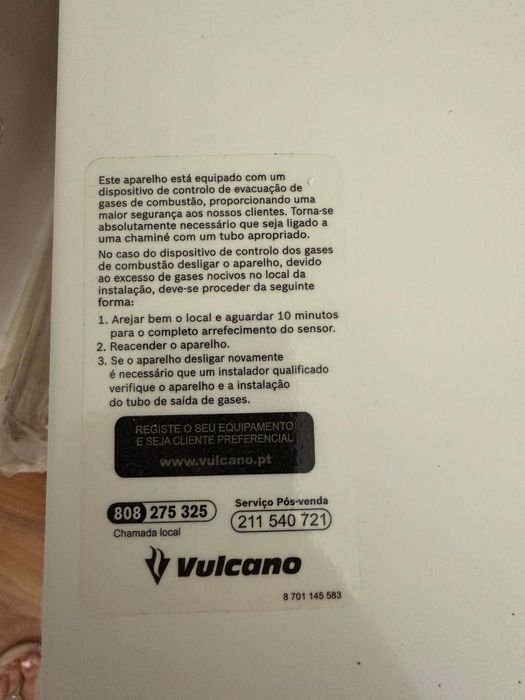 Este aparelho está equipado com um
dispositivo de controlo de evacuação de
gases de combustão, proporcionando uma
maior segurança aos nossos clientes. Torna-se
absolutamente necessário que seja ligado a
uma chaminé com um tubo apropriado.
No caso do dispositivo de controlo dos gases
de combustão desligar o aparelho, devido
ao excesso de gases nocivos no local da
instalação, deve-se proceder da seguinte
forma:
1. Arejar bem o local e aguardar 10 minutos
para o completo arrefecimento do sensor.
2. Reacender o aparelho.
3. Se o aparelho desligar novamente
é necessário que um instalador qualificado
verifique o aparelho e a instalação
do tubo de saída de gases.
REGISTE O SEU EQUIPAMENTO
E SEJA CLIENTE PREFERENCIAL
www.vulcano.pt
808 275 325
Chamada local
Serviço Pós-venda
211 540 721
Vulcano
8 701 145 583